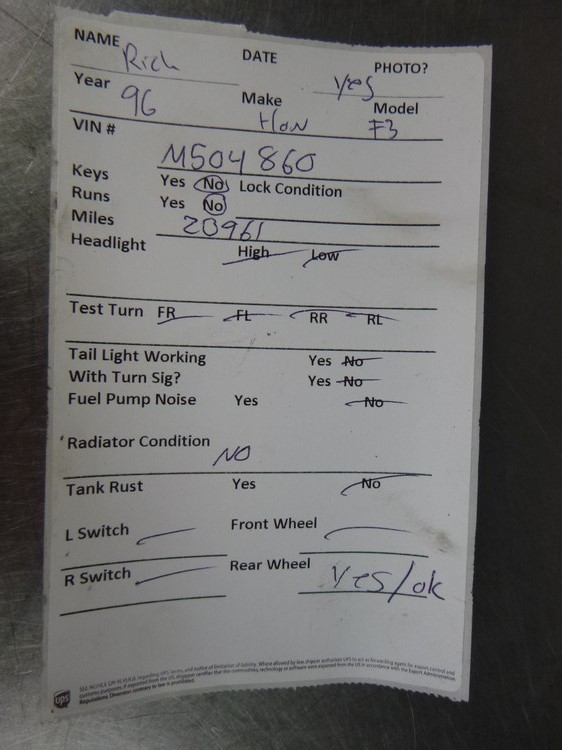 NAME Rich DATE PHOTO? yes
Year 96 Make Hon Model F3
VIN # M504860
Keys Yes No Lock Condition
Runs Yes No
Miles 20961
Headlight High Low
Test Turn FR FL RR RL
Tail Light Working Yes No
With Turn Sig? Yes No
Fuel Pump Noise Yes No
Radiator Condition NO
Tank Rust Yes No
L Switch Front Wheel
R Switch Rear Wheel Yes/ok
ups